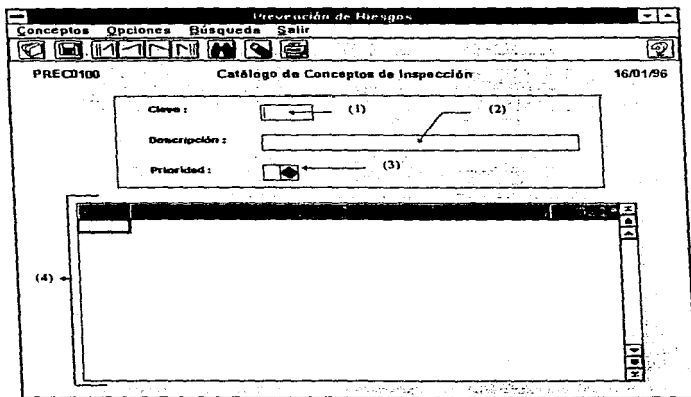 Prevención de Riesgos
Conceptos Opciones Búsqueda Salir
PREC0100 Catálogo de Conceptos de Inspección 16/01/96
Clave : (1) (2)
Descripción :
Prioridad : (3)
(4)